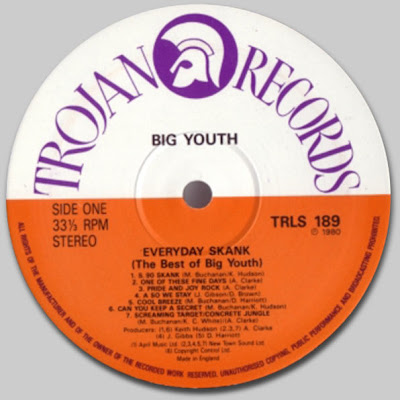 TROJAN RECORDS
BIG YOUTH
SIDE ONE
33⅓ RPM
STEREO
TRLS 189
℗ 1980
EVERYDAY SKANK
(The Best of Big Youth)
1. S. 90 SKANK (M. Buchanan/K. Hudson)
2. ONE OF THESE FINE DAYS (A. Clarke)
3. PRIDE AND JOY ROCK (A. Clarke)
4. A SO WE STAY (J. Gibson/D. Brown)
5. COOL BREEZE (M. Buchanan/D. Harriott)
6. CAN YOU KEEP A SECRET (M. Buchanan/K. Hudson)
7. SCREAMING TARGET/CONCRETE JUNGLE
(M. Buchanan/K. C. White)/(A. Clarke)
Producers: (1,6) Keith Hudson (2,3,7) A. Clarke
(4) J. Gibbs (5) D. Harriott
(1) April Music Ltd. (2,3,4,5,7) New Town Sound Ltd.
(6) Copyright Control Ltd.
Made in England
ALL RIGHTS OF THE MANUFACTURER AND OF THE OWNER OF THE RECORDED WORK RESERVED. UNAUTHORISED COPYING, PUBLIC PERFORMANCE AND BROADCASTING PROHIBITED